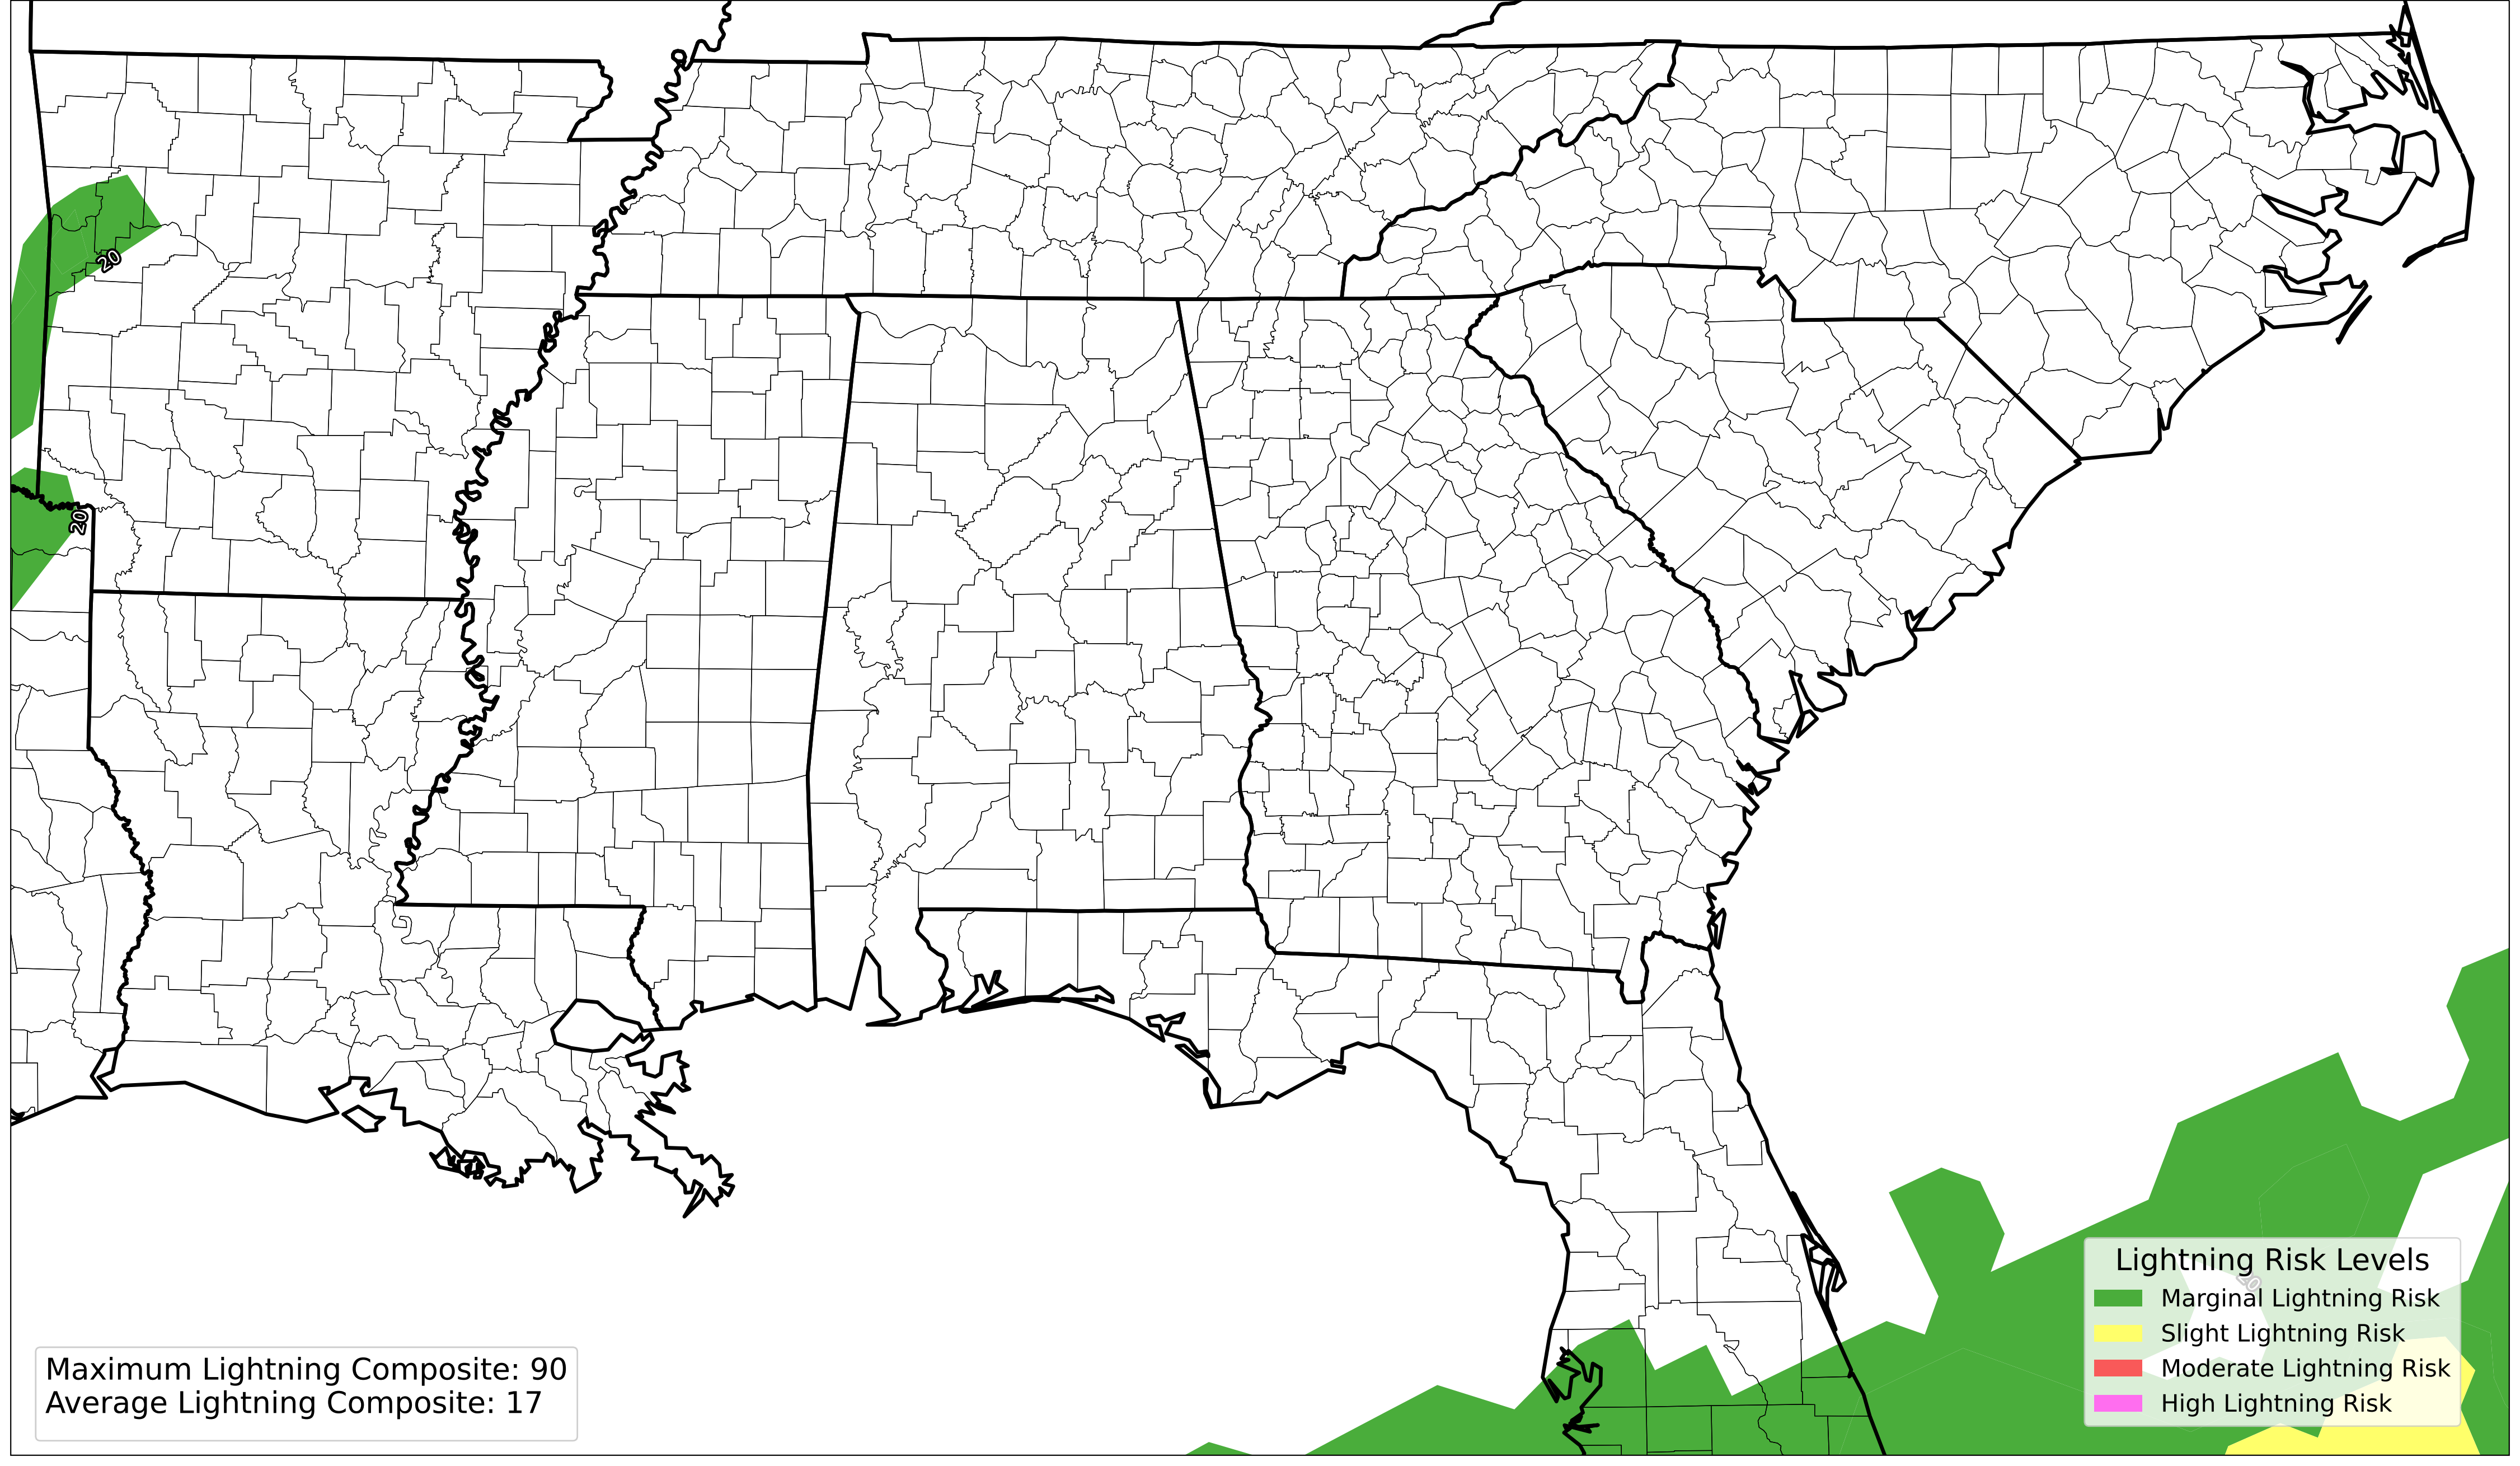 20
20
Lightning Risk Levels
20
Marginal Lightning Risk
Slight Lightning Risk
Moderate Lightning Risk
High Lightning Risk
Maximum Lightning Composite: 90
Average Lightning Composite: 17